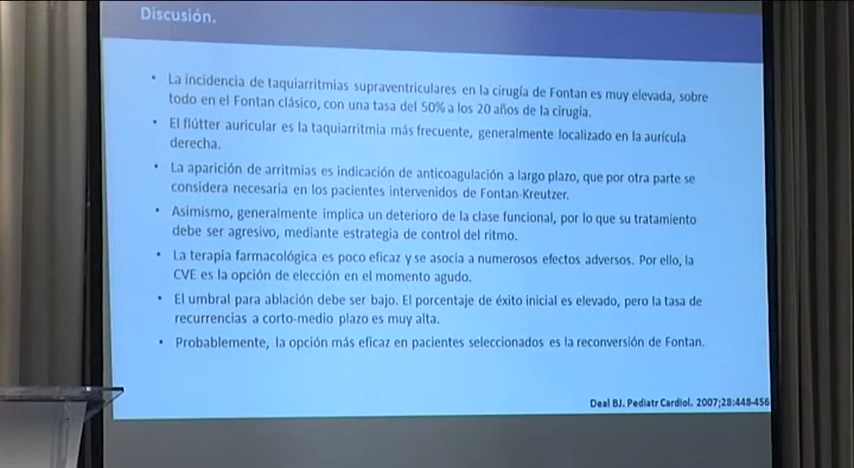 Discusión.
• La incidencia de taquiarritmias supraventriculares en la cirugía de Fontan es muy elevada, sobre
todo en el Fontan clásico, con una tasa del 50% a los 20 años de la cirugía.
• El flútter auricular es la taquiarritmia más frecuente, generalmente localizado en la aurícula
derecha.
• La aparición de arritmias es indicación de anticoagulación a largo plazo, que por otra parte se
considera necesaria en los pacientes intervenidos de Fontan-Kreutzer.
• Asimismo, generalmente implica un deterioro de la clase funcional, por lo que su tratamiento
debe ser agresivo, mediante estrategia de control del ritmo.
• La terapia farmacológica es poco eficaz y se asocia a numerosos efectos adversos. Por ello, la
CVE es la opción de elección en el momento agudo.
• El umbral para ablación debe ser bajo. El porcentaje de éxito inicial es elevado, pero la tasa de
recurrencias a corto-medio plazo es muy alta.
• Probablemente, la opción más eficaz en pacientes seleccionados es la reconversión de Fontan.
Deal BJ. Pediatr Cardiol. 2007;28:448-456